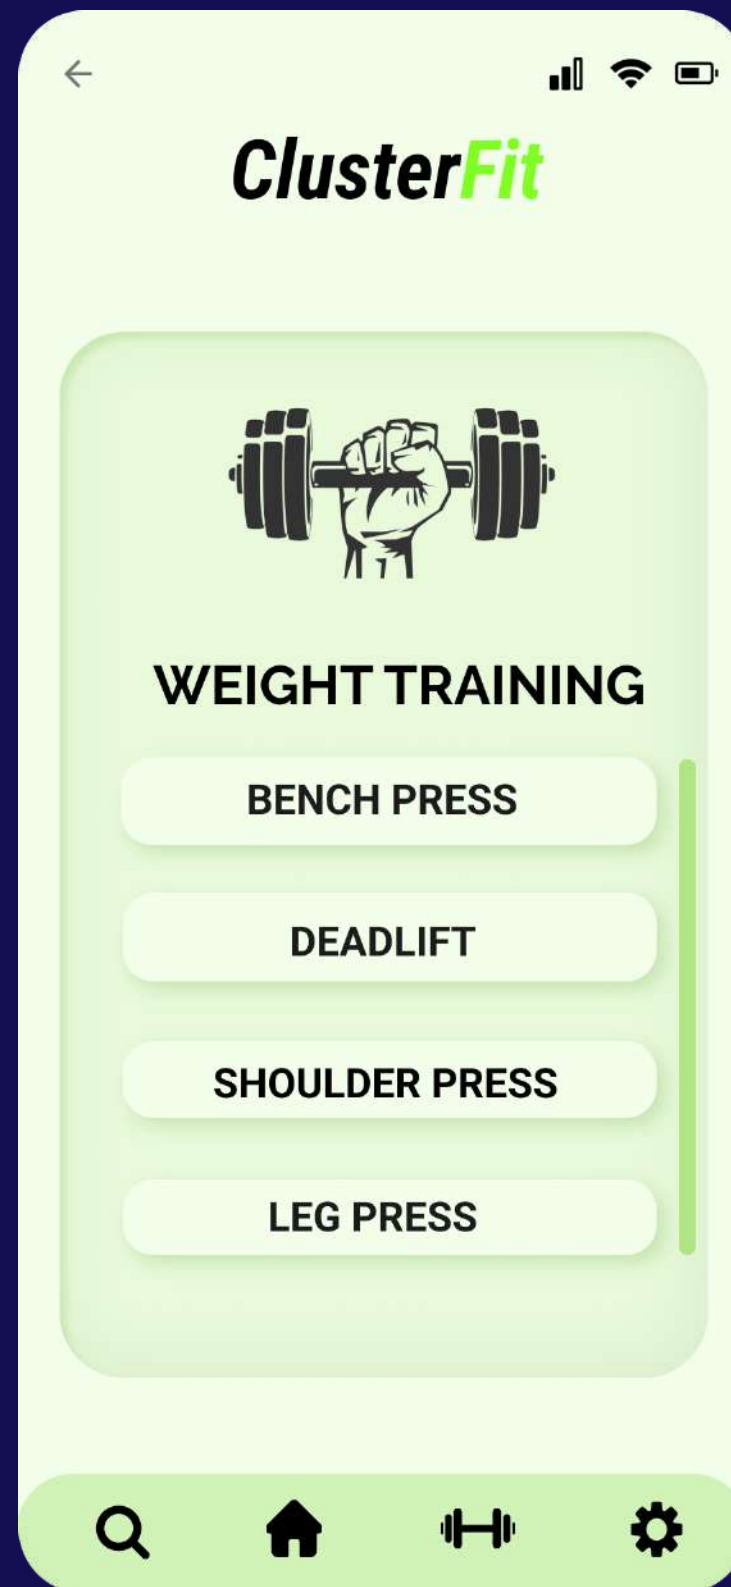 ClusterFit
WEIGHT TRAINING
BENCH PRESS
DEADLIFT
SHOULDER PRESS
LEG PRESS